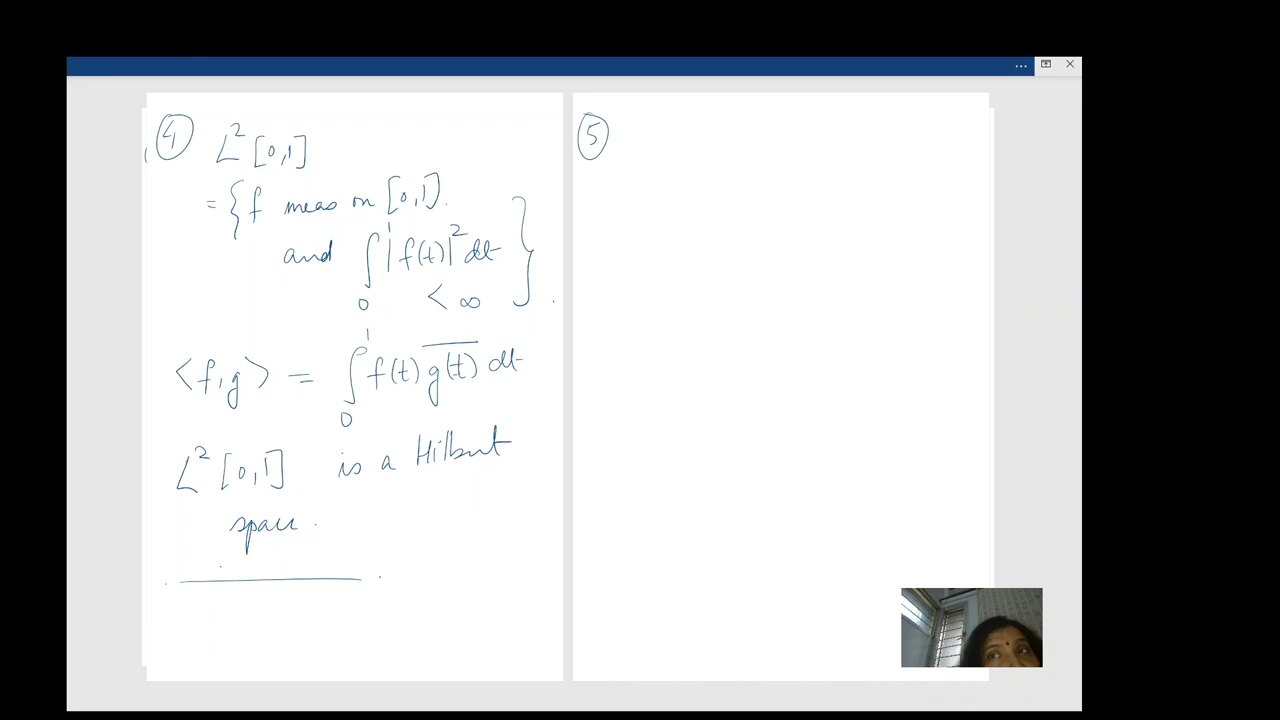 ④ L²[0,1]
= { f meas on [0,1].
and ∫₀¹ |f(t)|² dt
< ∞ }.
<f,g> = ∫₀¹ f(t) \overline{g(t)} dt
L²[0,1] is a Hilbert
space.
⑤